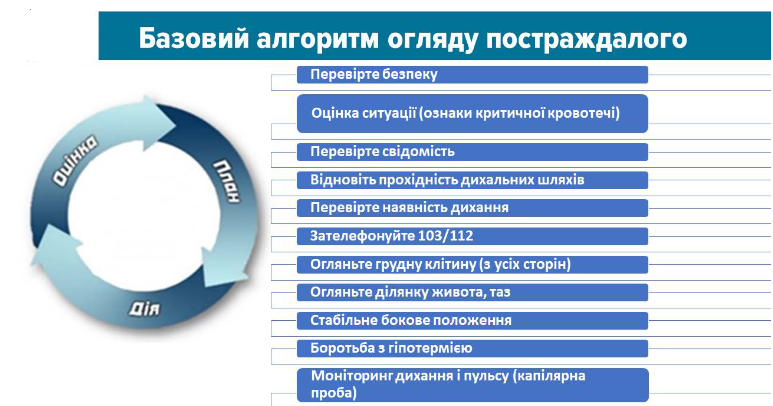 Базовий алгоритм огляду постраждалого
Оцінка
План
Дія
Перевірте безпеку
Оцінка ситуації (ознаки критичної кровотечі)
Перевірте свідомість
Відновіть прохідність дихальних шляхів
Перевірте наявність дихання
Зателефонуйте 103/112
Огляньте грудну клітину (з усіх сторін)
Огляньте ділянку живота, таз
Стабільне бокове положення
Боротьба з гіпотермією
Моніторинг дихання і пульсу (капілярна
проба)